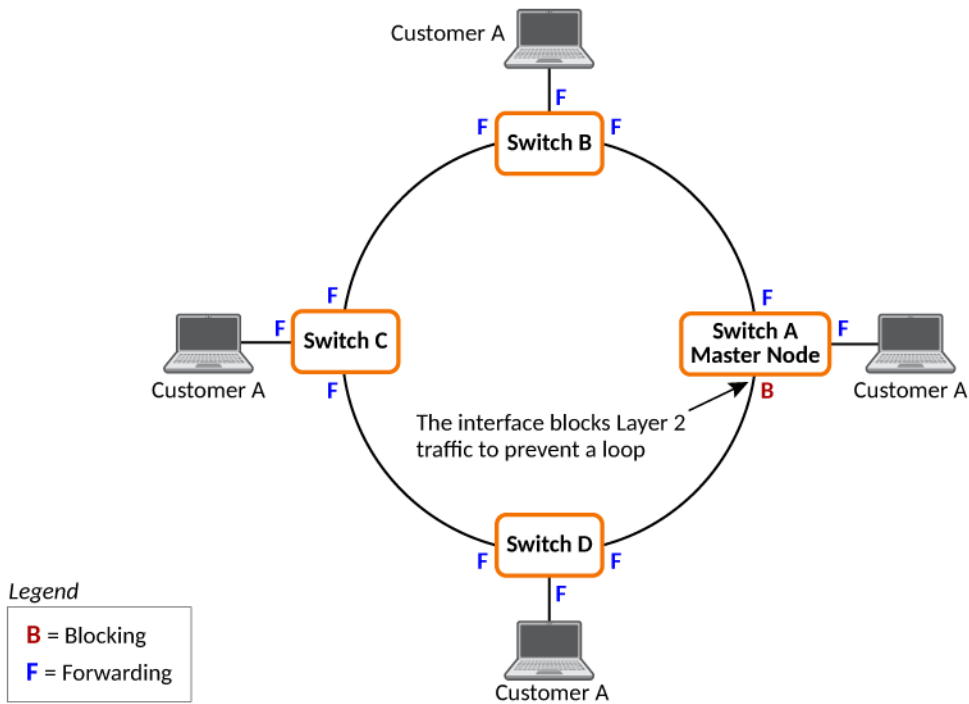 Customer A
F
F
F
Switch B
F
F
F
Switch C
F
Customer A
F
Switch A
Master Node
F
Customer A
B
The interface blocks Layer 2
traffic to prevent a loop
Switch D
F
F
F
Customer A
Legend
B = Blocking
F = Forwarding